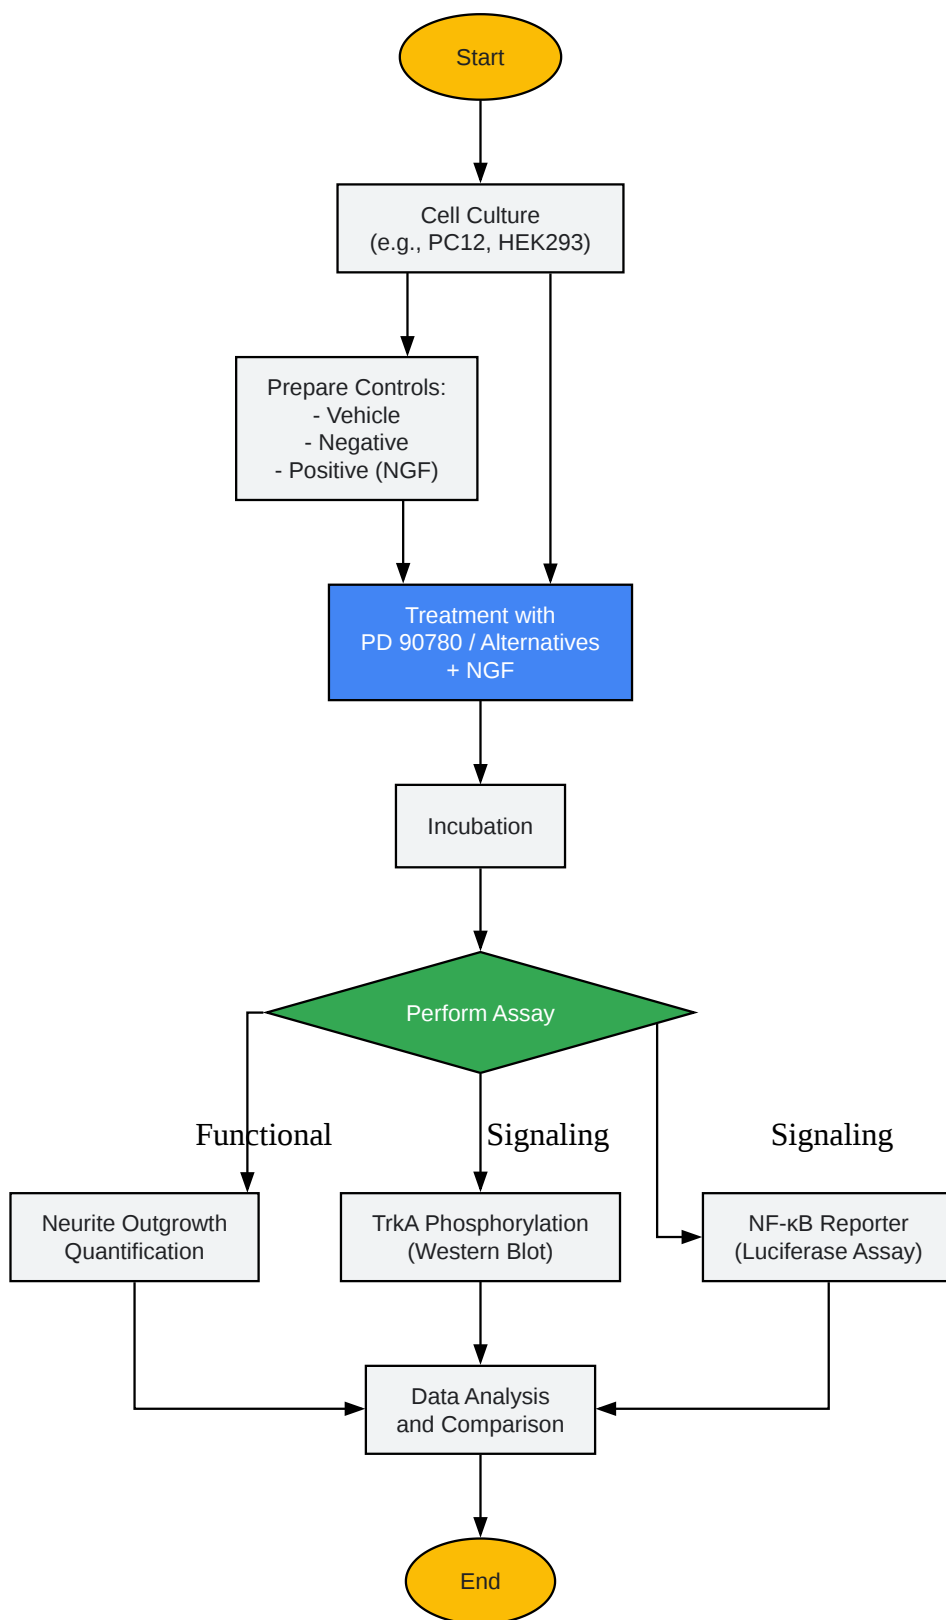 Start
Cell Culture
(e.g., PC12, HEK293)
Prepare Controls:
- Vehicle
- Negative
- Positive (NGF)
Treatment with
PD 90780 / Alternatives
+ NGF
Incubation
Perform Assay
Functional
Signaling
Signaling
Neurite Outgrowth
Quantification
TrkA Phosphorylation
(Western Blot)
NF-κB Reporter
(Luciferase Assay)
Data Analysis
and Comparison
End